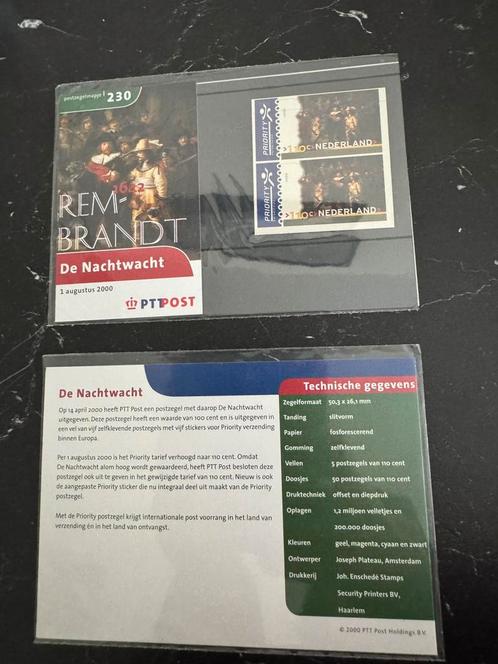 postzegelmapje 230
1642
REM-
BRANDT
De Nachtwacht
1 augustus 2000
PTT POST
PRIORITY
110c NEDERLAND
PRIORITY
110c NEDERLAND
De Nachtwacht
Op 14 april 2000 heeft PTT Post een postzegel met daarop De Nachtwacht
uitgegeven. Deze postzegel heeft een waarde van 100 cent en is uitgegeven in
een vel van vijf zelfklevende postzegels met vijf stickers voor Priority verzending
binnen Europa.
Per 1 augustus 2000 is het Priority tarief verhoogd naar 110 cent. Omdat
De Nachtwacht alom hoog wordt gewaardeerd, heeft PTT Post besloten deze
postzegel ook uit te geven in het gewijzigde tarief van 110 cent. Nieuw is ook
de aangepaste Priority sticker die nu integraal deel uit maakt van de Priority
postzegel.
Met de Priority postzegel krijgt internationale post voorrang in het land van
verzending én in het land van ontvangst.
Technische gegevens
Zegelformaat 50,3 x 26,1 mm
Tanding slitvorm
Papier fosforescerend
Gomming zelfklevend
Vellen 5 postzegels van 110 cent
Doosjes 50 postzegels van 110 cent
Druktechniek offset en diepdruk
Oplagen 1,2 miljoen velletjes en
200.000 doosjes
Kleuren geel, magenta, cyaan en zwart
Ontwerper Joseph Plateau, Amsterdam
Drukkerij Joh. Enschedé Stamps
Security Printers BV,
Haarlem
© 2000 PTT Post Holdings B.V.